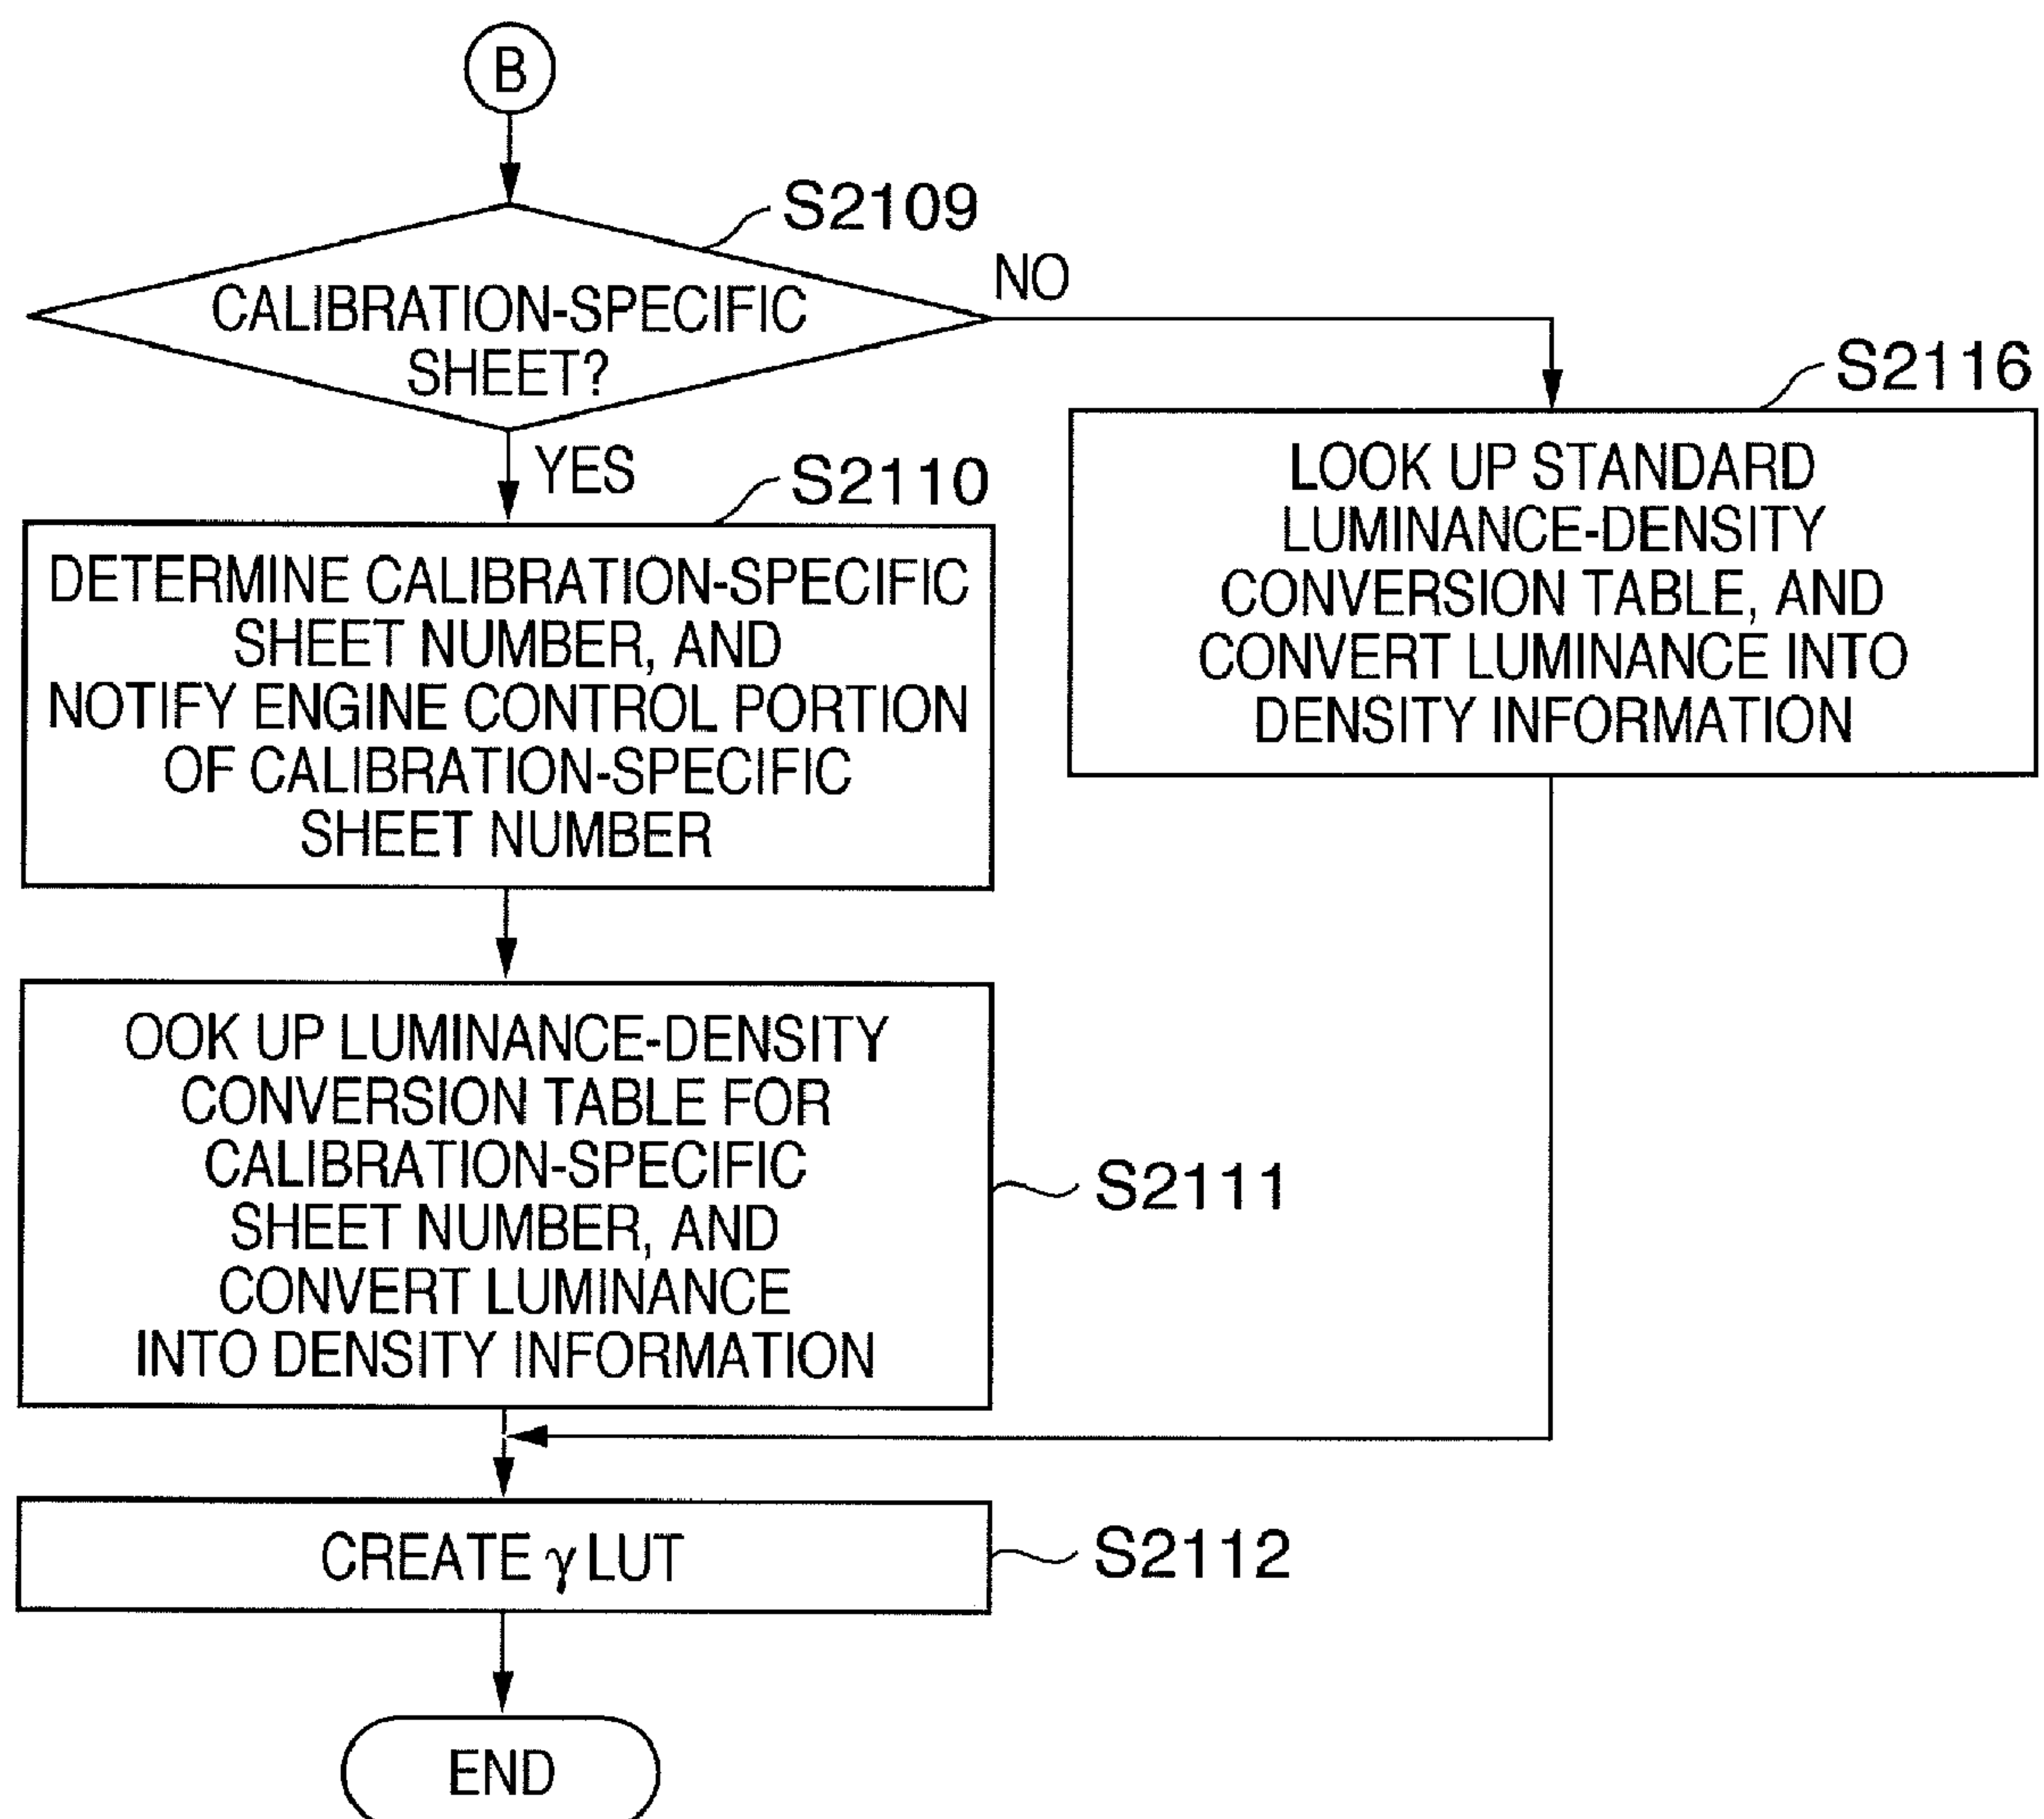 B
S2109
CALIBRATION-SPECIFIC
SHEET?
NO
YES
S2110
DETERMINE CALIBRATION-SPECIFIC
SHEET NUMBER, AND
NOTIFY ENGINE CONTROL PORTION
OF CALIBRATION-SPECIFIC
SHEET NUMBER
S2116
LOOK UP STANDARD
LUMINANCE-DENSITY
CONVERSION TABLE, AND
CONVERT LUMINANCE INTO
DENSITY INFORMATION
OOK UP LUMINANCE-DENSITY
CONVERSION TABLE FOR
CALIBRATION-SPECIFIC
SHEET NUMBER, AND
CONVERT LUMINANCE
INTO DENSITY INFORMATION
S2111
CREATE γ LUT
S2112
END